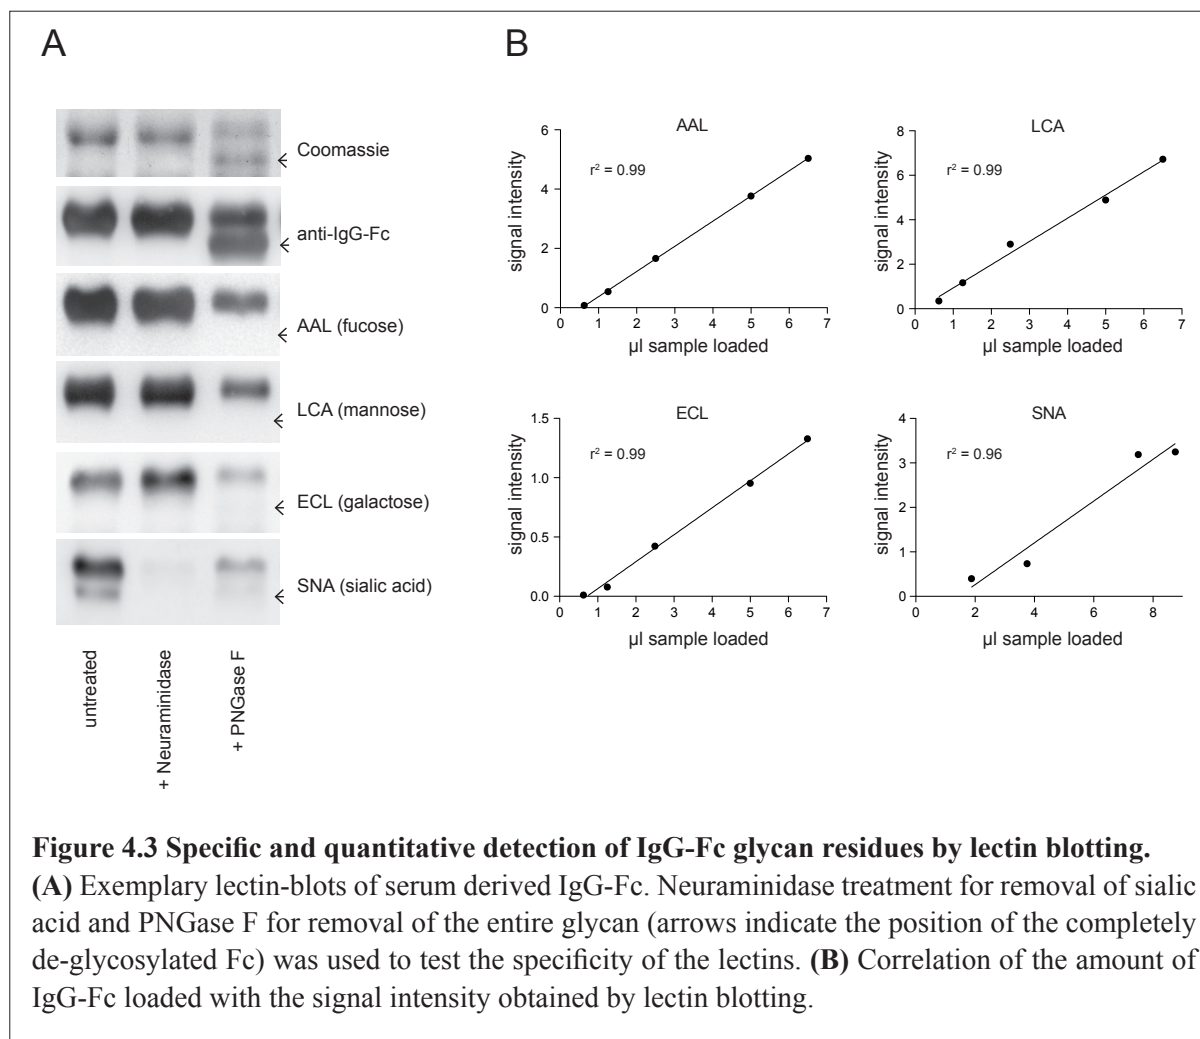 A
Coomassie
anti-IgG-Fc
AAL (fucose)
LCA (mannose)
ECL (galactose)
SNA (sialic acid)
untreated
+ Neuraminidase
+ PNGase F
B
AAL
r² = 0.99
signal intensity
6
4
2
0
0 1 2 3 4 5 6 7
µl sample loaded
LCA
r² = 0.99
signal intensity
8
6
4
2
0
0 1 2 3 4 5 6 7
µl sample loaded
ECL
r² = 0.99
signal intensity
1.5
1.0
0.5
0.0
0 1 2 3 4 5 6 7
µl sample loaded
SNA
r² = 0.96
signal intensity
4
3
2
1
0
0 2 4 6 8
µl sample loaded
Figure 4.3 Specific and quantitative detection of IgG-Fc glycan residues by lectin blotting.
(A) Exemplary lectin-blots of serum derived IgG-Fc. Neuraminidase treatment for removal of sialic
acid and PNGase F for removal of the entire glycan (arrows indicate the position of the completely
de-glycosylated Fc) was used to test the specificity of the lectins. (B) Correlation of the amount of
IgG-Fc loaded with the signal intensity obtained by lectin blotting.